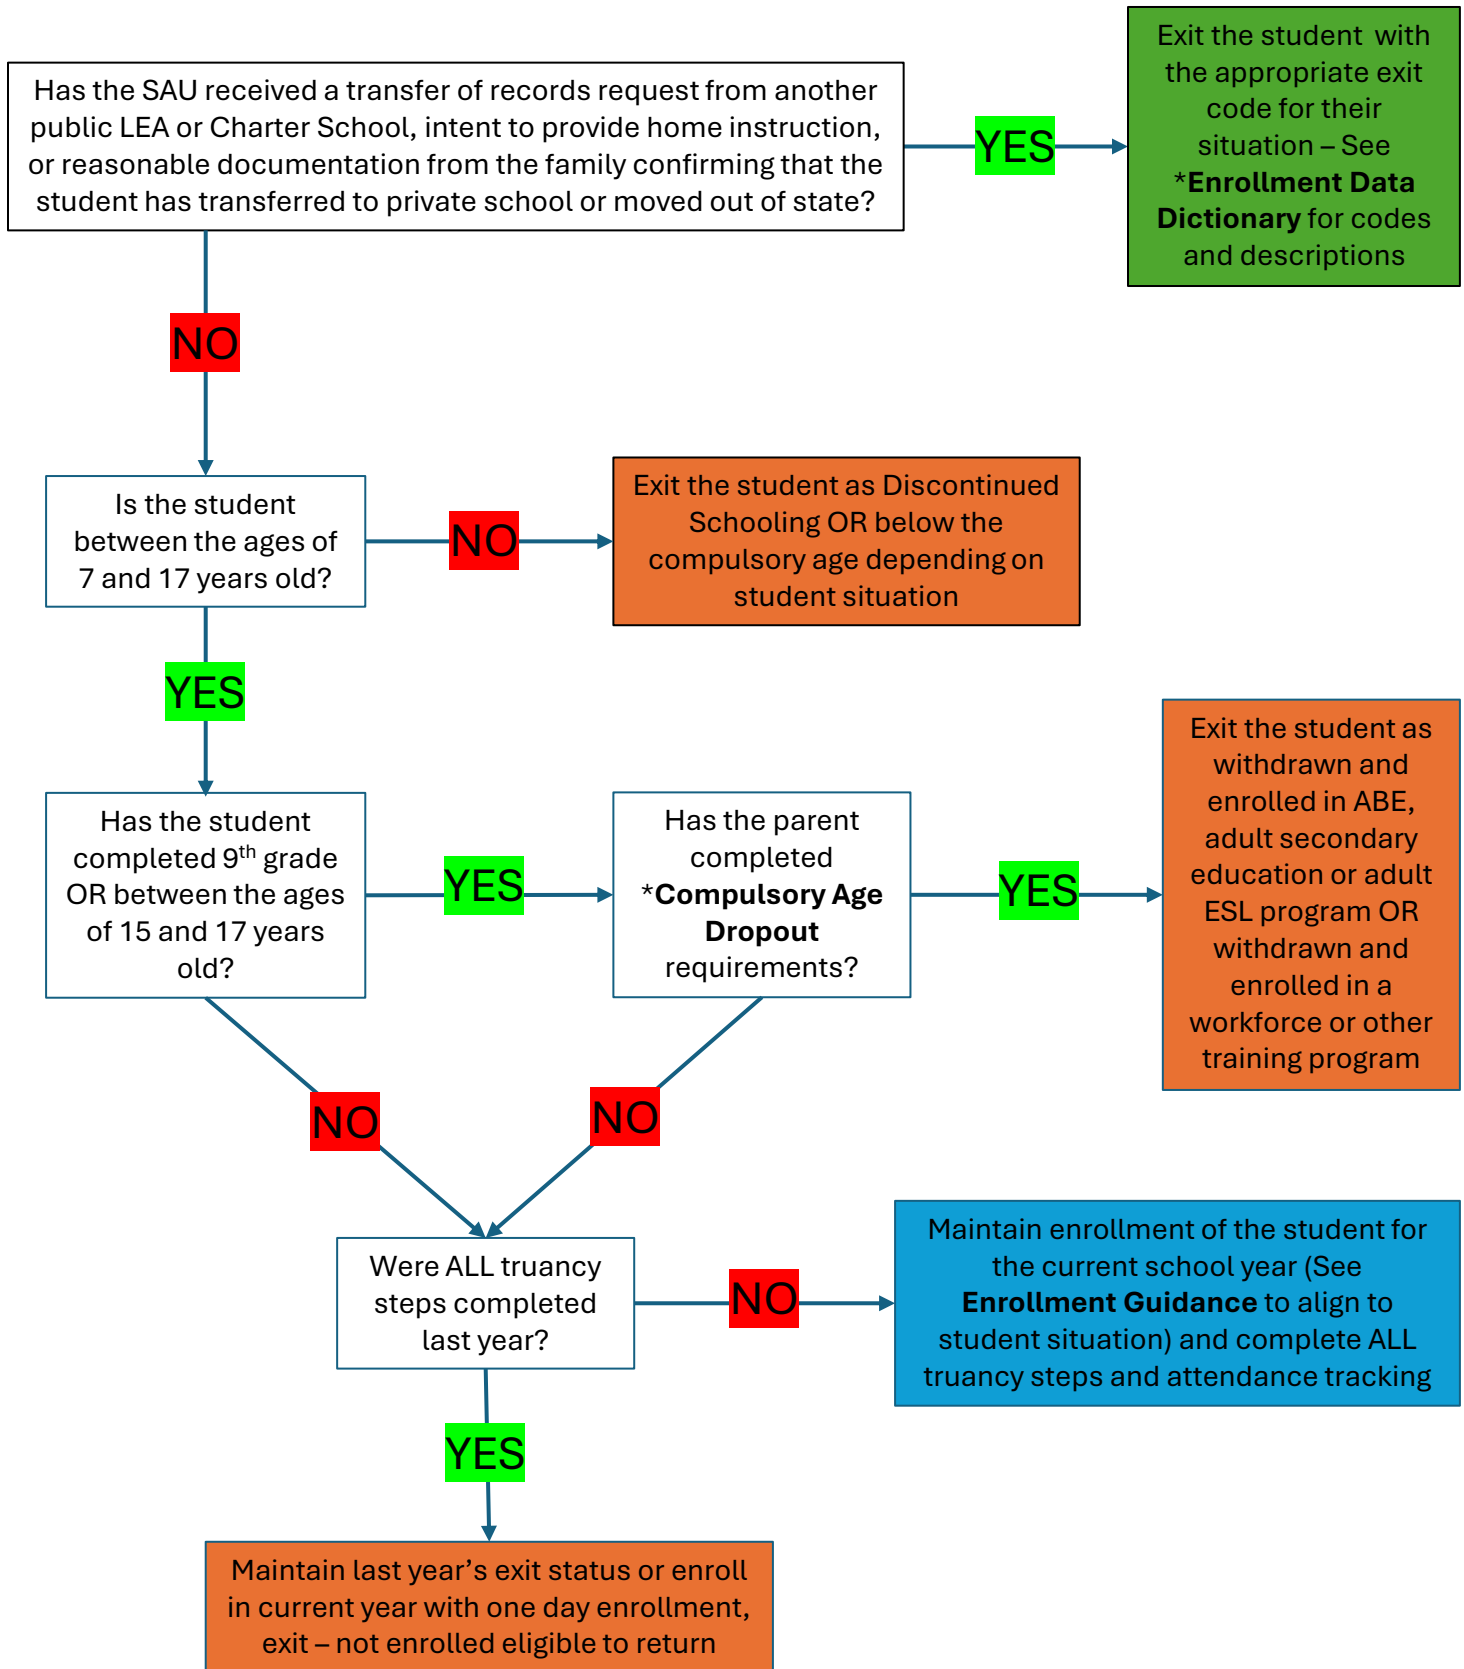 Has the SAU received a transfer of records request from another
public LEA or Charter School, intent to provide home instruction,
or reasonable documentation from the family confirming that the
student has transferred to private school or moved out of state?
YES
Exit the student with
the appropriate exit
code for their
situation – See
*Enrollment Data
Dictionary for codes
and descriptions
NO
Is the student
between the ages of
7 and 17 years old?
NO
Exit the student as Discontinued
Schooling OR below the
compulsory age depending on
student situation
YES
Has the student
completed 9th grade
OR between the ages
of 15 and 17 years
old?
YES
Has the parent
completed
*Compulsory Age
Dropout
requirements?
YES
Exit the student as
withdrawn and
enrolled in ABE,
adult secondary
education or adult
ESL program OR
withdrawn and
enrolled in a
workforce or other
training program
NO
NO
Were ALL truancy
steps completed
last year?
NO
Maintain enrollment of the student for
the current school year (See
Enrollment Guidance to align to
student situation) and complete ALL
truancy steps and attendance tracking
YES
Maintain last year’s exit status or enroll
in current year with one day enrollment,
exit – not enrolled eligible to return